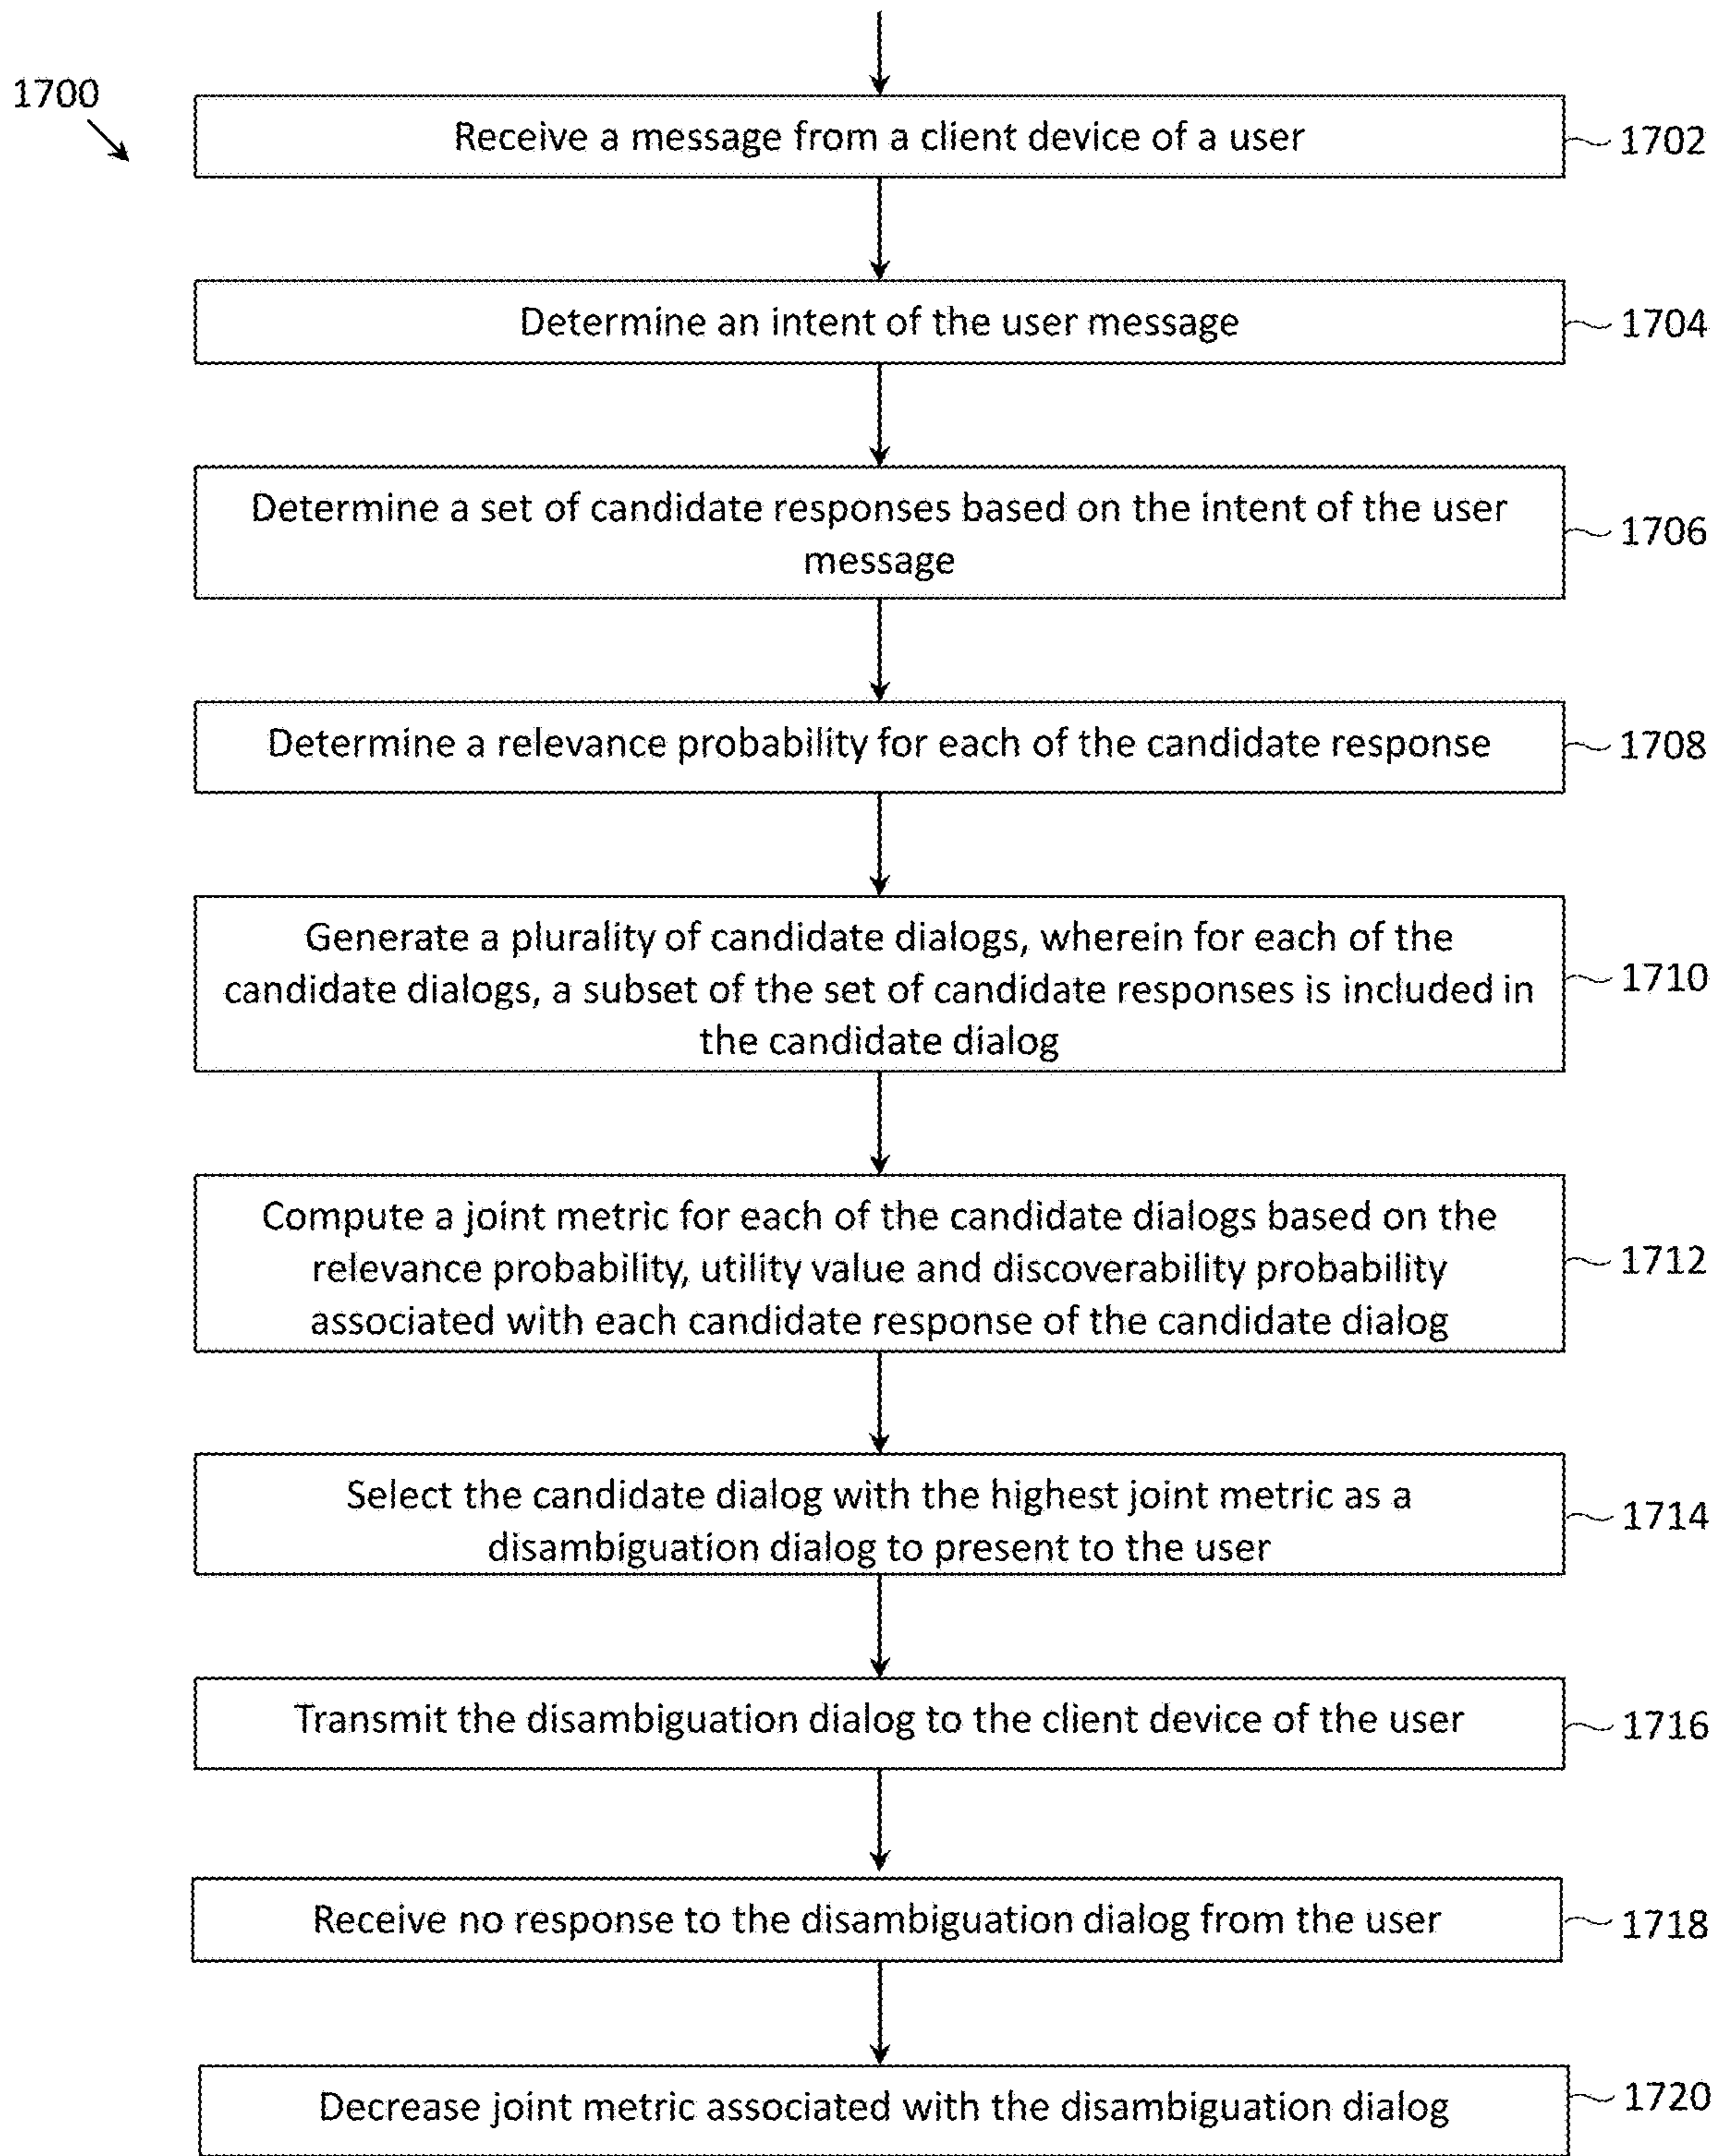 1700
Receive a message from a client device of a user
1702
Determine an intent of the user message
1704
Determine a set of candidate responses based on the intent of the user
message
1706
Determine a relevance probability for each of the candidate response
1708
Generate a plurality of candidate dialogs, wherein for each of the
candidate dialogs, a subset of the set of candidate responses is included in
the candidate dialog
1710
Compute a joint metric for each of the candidate dialogs based on the
relevance probability, utility value and discoverability probability
associated with each candidate response of the candidate dialog
1712
Select the candidate dialog with the highest joint metric as a
disambiguation dialog to present to the user
1714
Transmit the disambiguation dialog to the client device of the user
1716
Receive no response to the disambiguation dialog from the user
1718
Decrease joint metric associated with the disambiguation dialog
1720